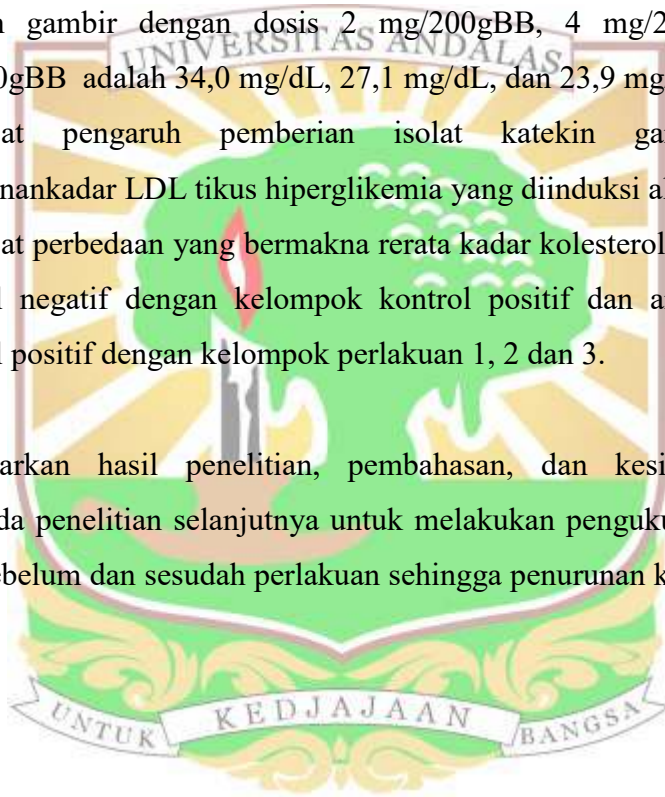 gambir dengan dosis 2 mg/200gBB, 4 mg/2
UNIVERSITAS ANDALAS
0gBB adalah 34,0 mg/dL, 27,1 mg/dL, dan 23,9 mg
at pengaruh pemberian isolat katekin ga
nankadar LDL tikus hiperglikemia yang diinduksi al
at perbedaan yang bermakna rerata kadar kolesterol
negatif dengan kelompok kontrol positif dan a
positif dengan kelompok perlakuan 1, 2 dan 3.
arkan hasil penelitian, pembahasan, dan kesi
da penelitian selanjutnya untuk melakukan penguku
ebelum dan sesudah perlakuan sehingga penurunan k
UNTUK KEDJAJAAN BANGSA